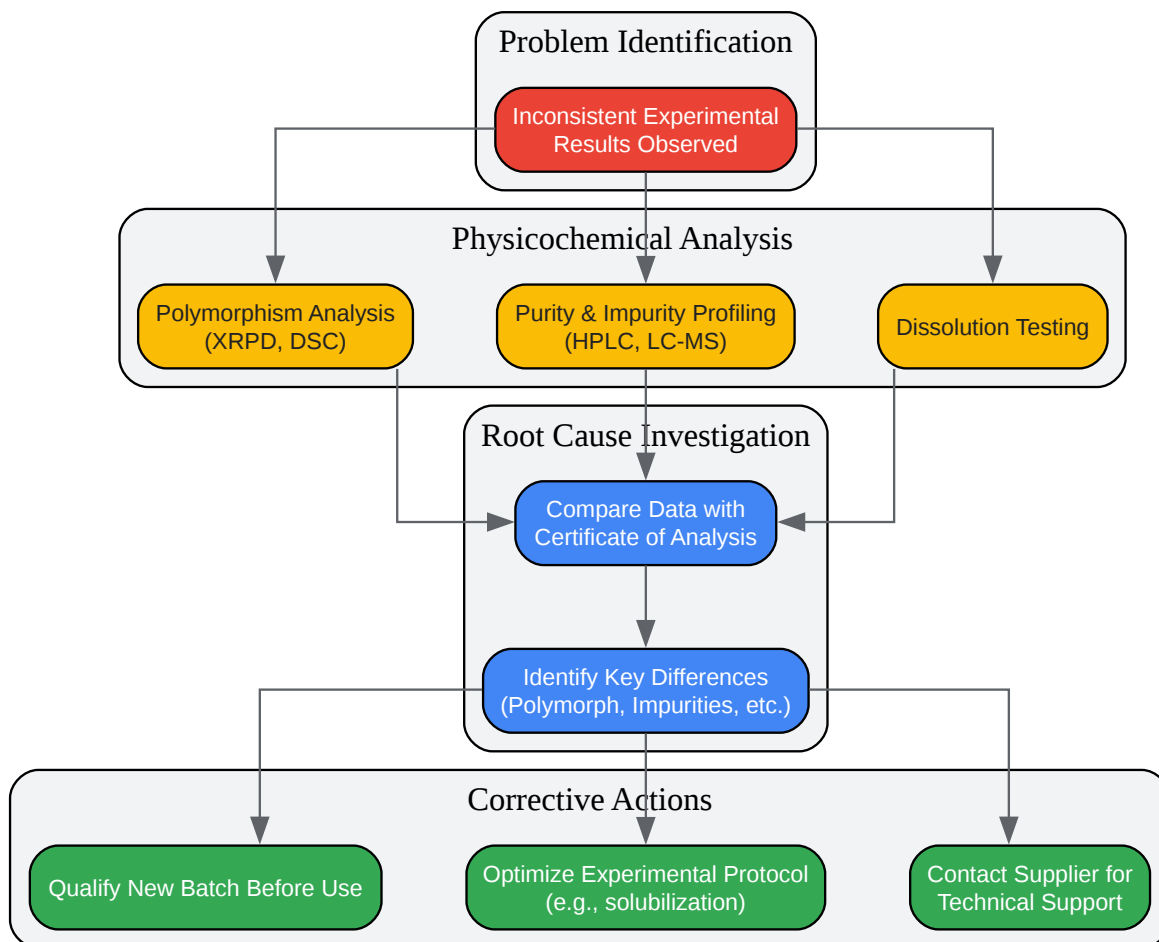 Problem Identification
Inconsistent Experimental
Results Observed
Physicochemical Analysis
Polymorphism Analysis
(XRPD, DSC)
Purity & Impurity Profiling
(HPLC, LC-MS)
Dissolution Testing
Root Cause Investigation
Compare Data with
Certificate of Analysis
Identify Key Differences
(Polymorph, Impurities, etc.)
Corrective Actions
Qualify New Batch Before Use
Optimize Experimental Protocol
(e.g., solubilization)
Contact Supplier for
Technical Support